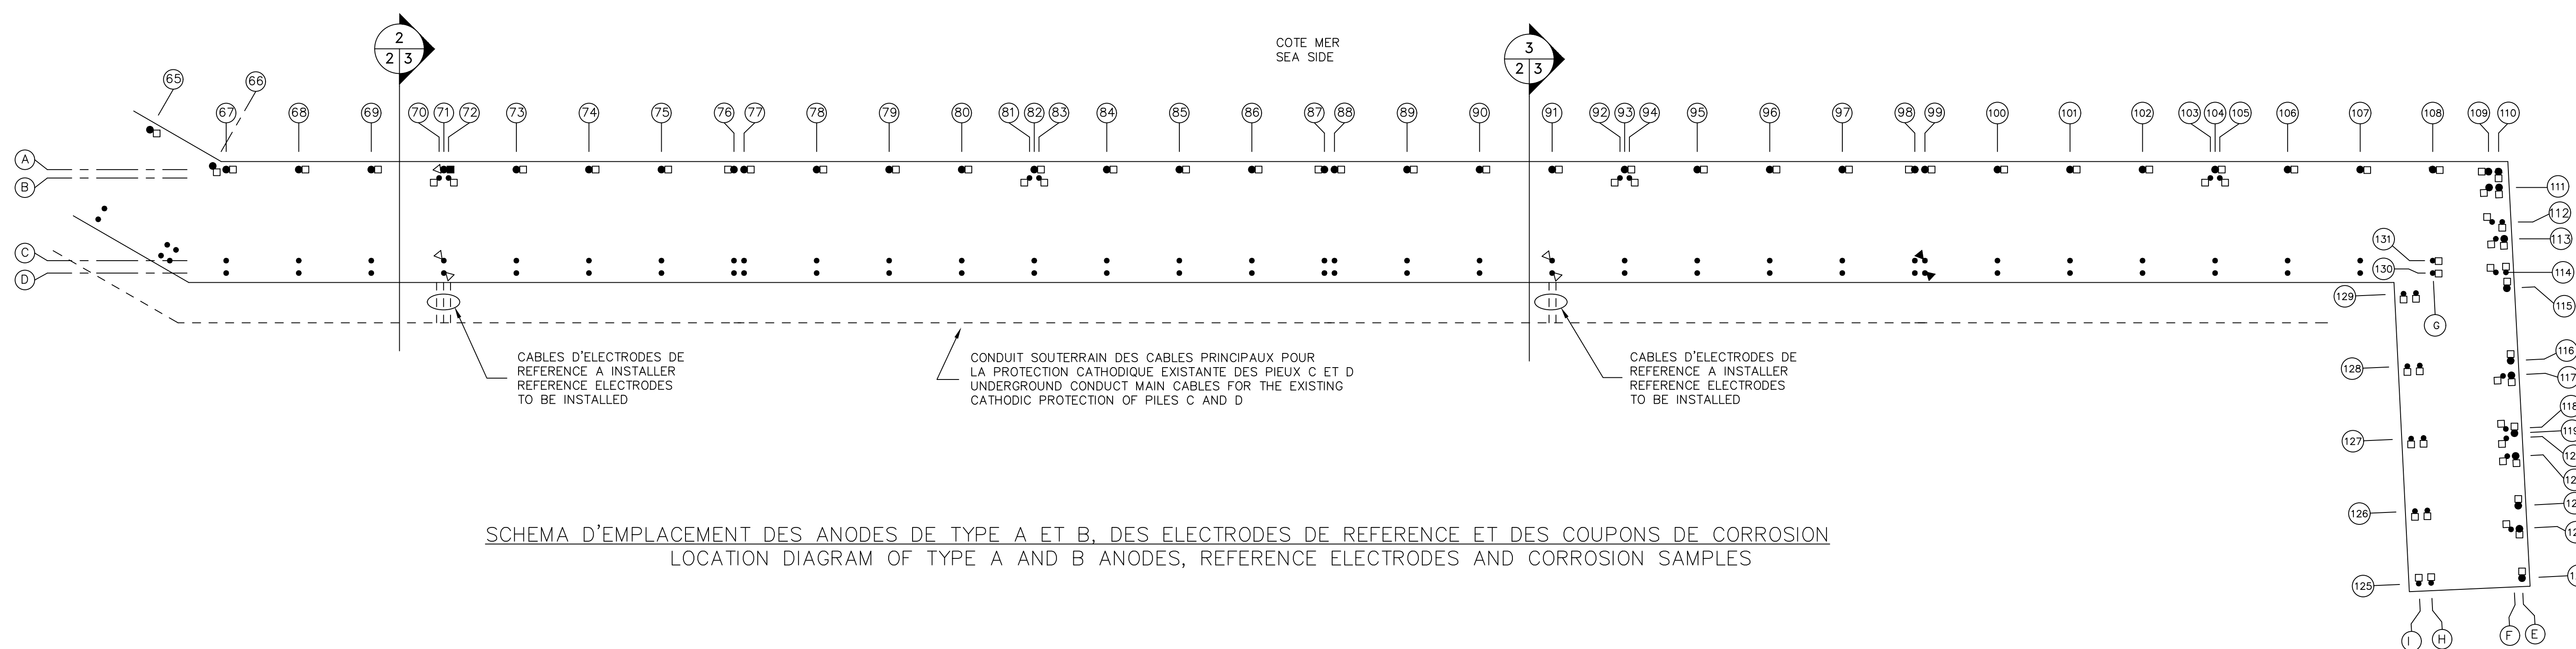 2
2 3
COTE MER
SEA SIDE
3
2 3
65
66
67 68 69 70 71 72 73 74 75 76 77 78 79 80 81 82 83 84 85 86 87 88 89 90 91 92 93 94 95 96 97 98 99 100 101 102 103 104 105 106 107 108 109 110
A
B
111
112
C
131
113
D
130
114
129
115
G
CABLES D'ELECTRODES DE
REFERENCE A INSTALLER
REFERENCE ELECTRODES
TO BE INSTALLED
CONDUIT SOUTERRAIN DES CABLES PRINCIPAUX POUR
LA PROTECTION CATHODIQUE EXISTANTE DES PIEUX C ET D
UNDERGROUND CONDUCT MAIN CABLES FOR THE EXISTING
CATHODIC PROTECTION OF PILES C AND D
CABLES D'ELECTRODES DE
REFERENCE A INSTALLER
REFERENCE ELECTRODES
TO BE INSTALLED
116
128
117
118
119
127
126
125
SCHEMA D'EMPLACEMENT DES ANODES DE TYPE A ET B, DES ELECTRODES DE REFERENCE ET DES COUPONS DE CORROSION
LOCATION DIAGRAM OF TYPE A AND B ANODES, REFERENCE ELECTRODES AND CORROSION SAMPLES
I H F E